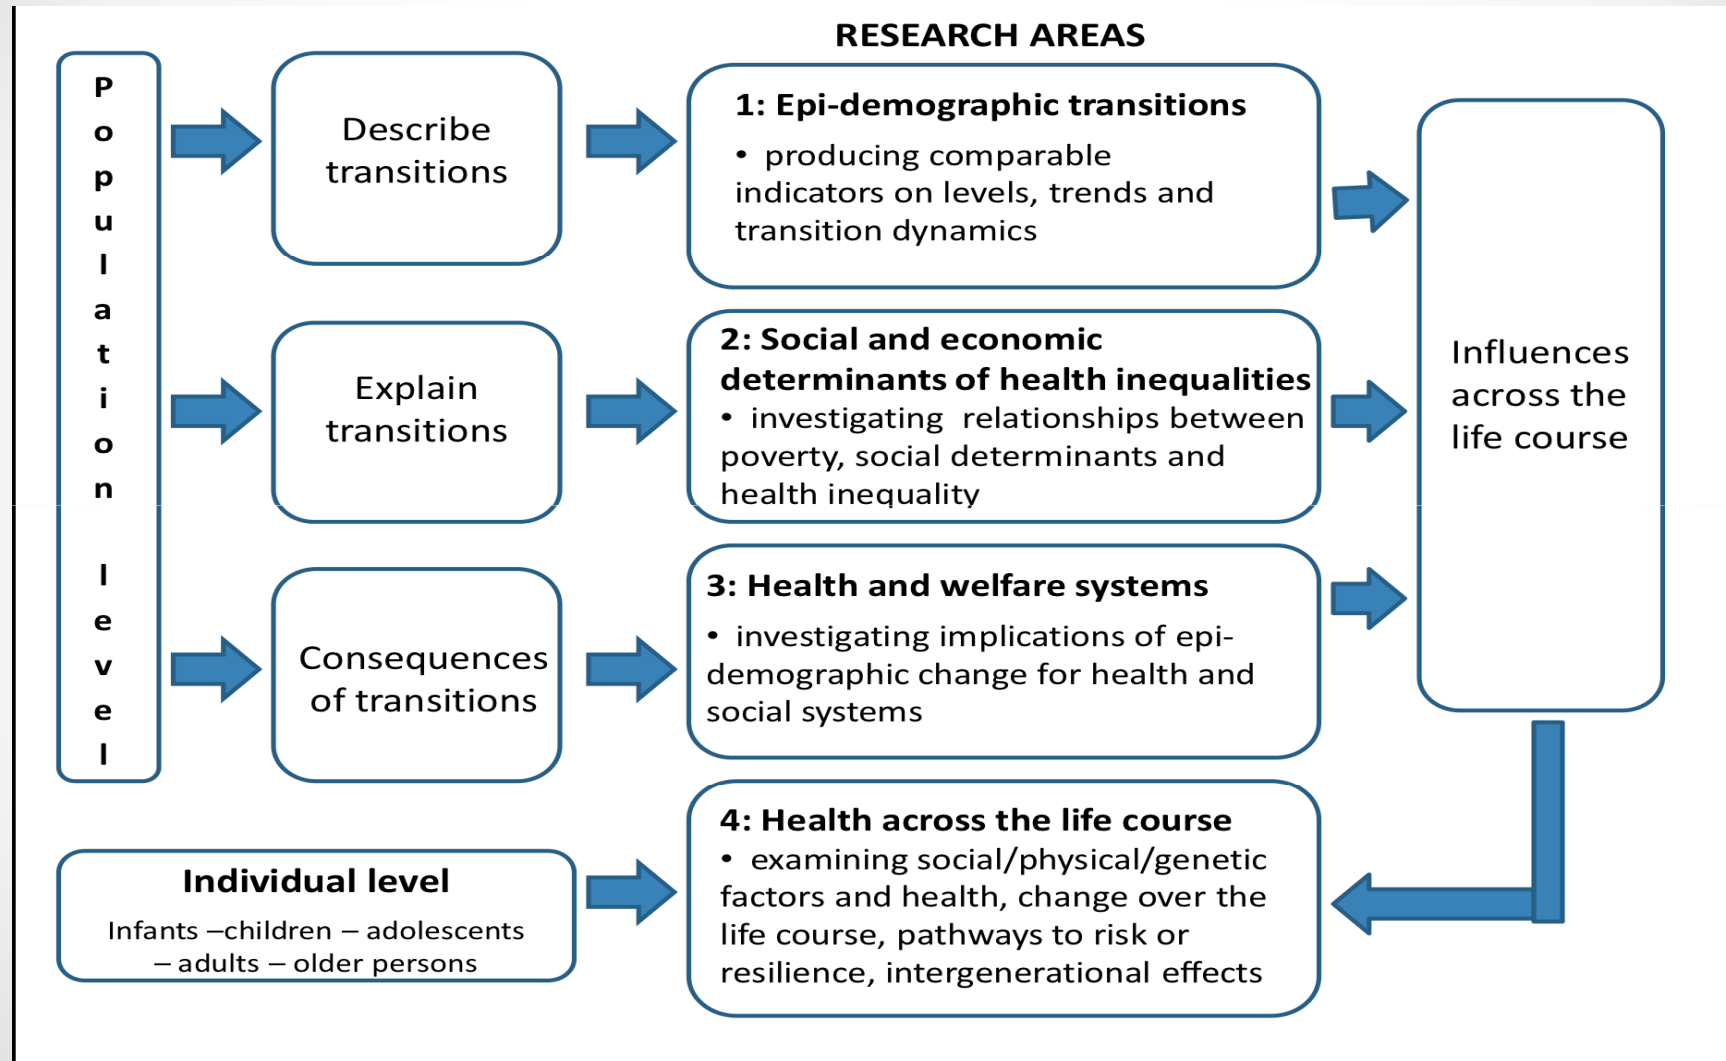 RESEARCH AREAS
Population level
Describe
transitions
1: Epi-demographic transitions
• producing comparable
indicators on levels, trends and
transition dynamics
Explain
transitions
2: Social and economic
determinants of health inequalities
• investigating  relationships between
poverty, social determinants and
health inequality
Consequences
of transitions
3: Health and welfare systems
• investigating implications of epi-
demographic change for health and
social systems
Influences
across the
life course
Individual level
Infants –children – adolescents
– adults – older persons
4: Health across the life course
• examining social/physical/genetic
factors and health, change over the
life course, pathways to risk or
resilience, intergenerational effects